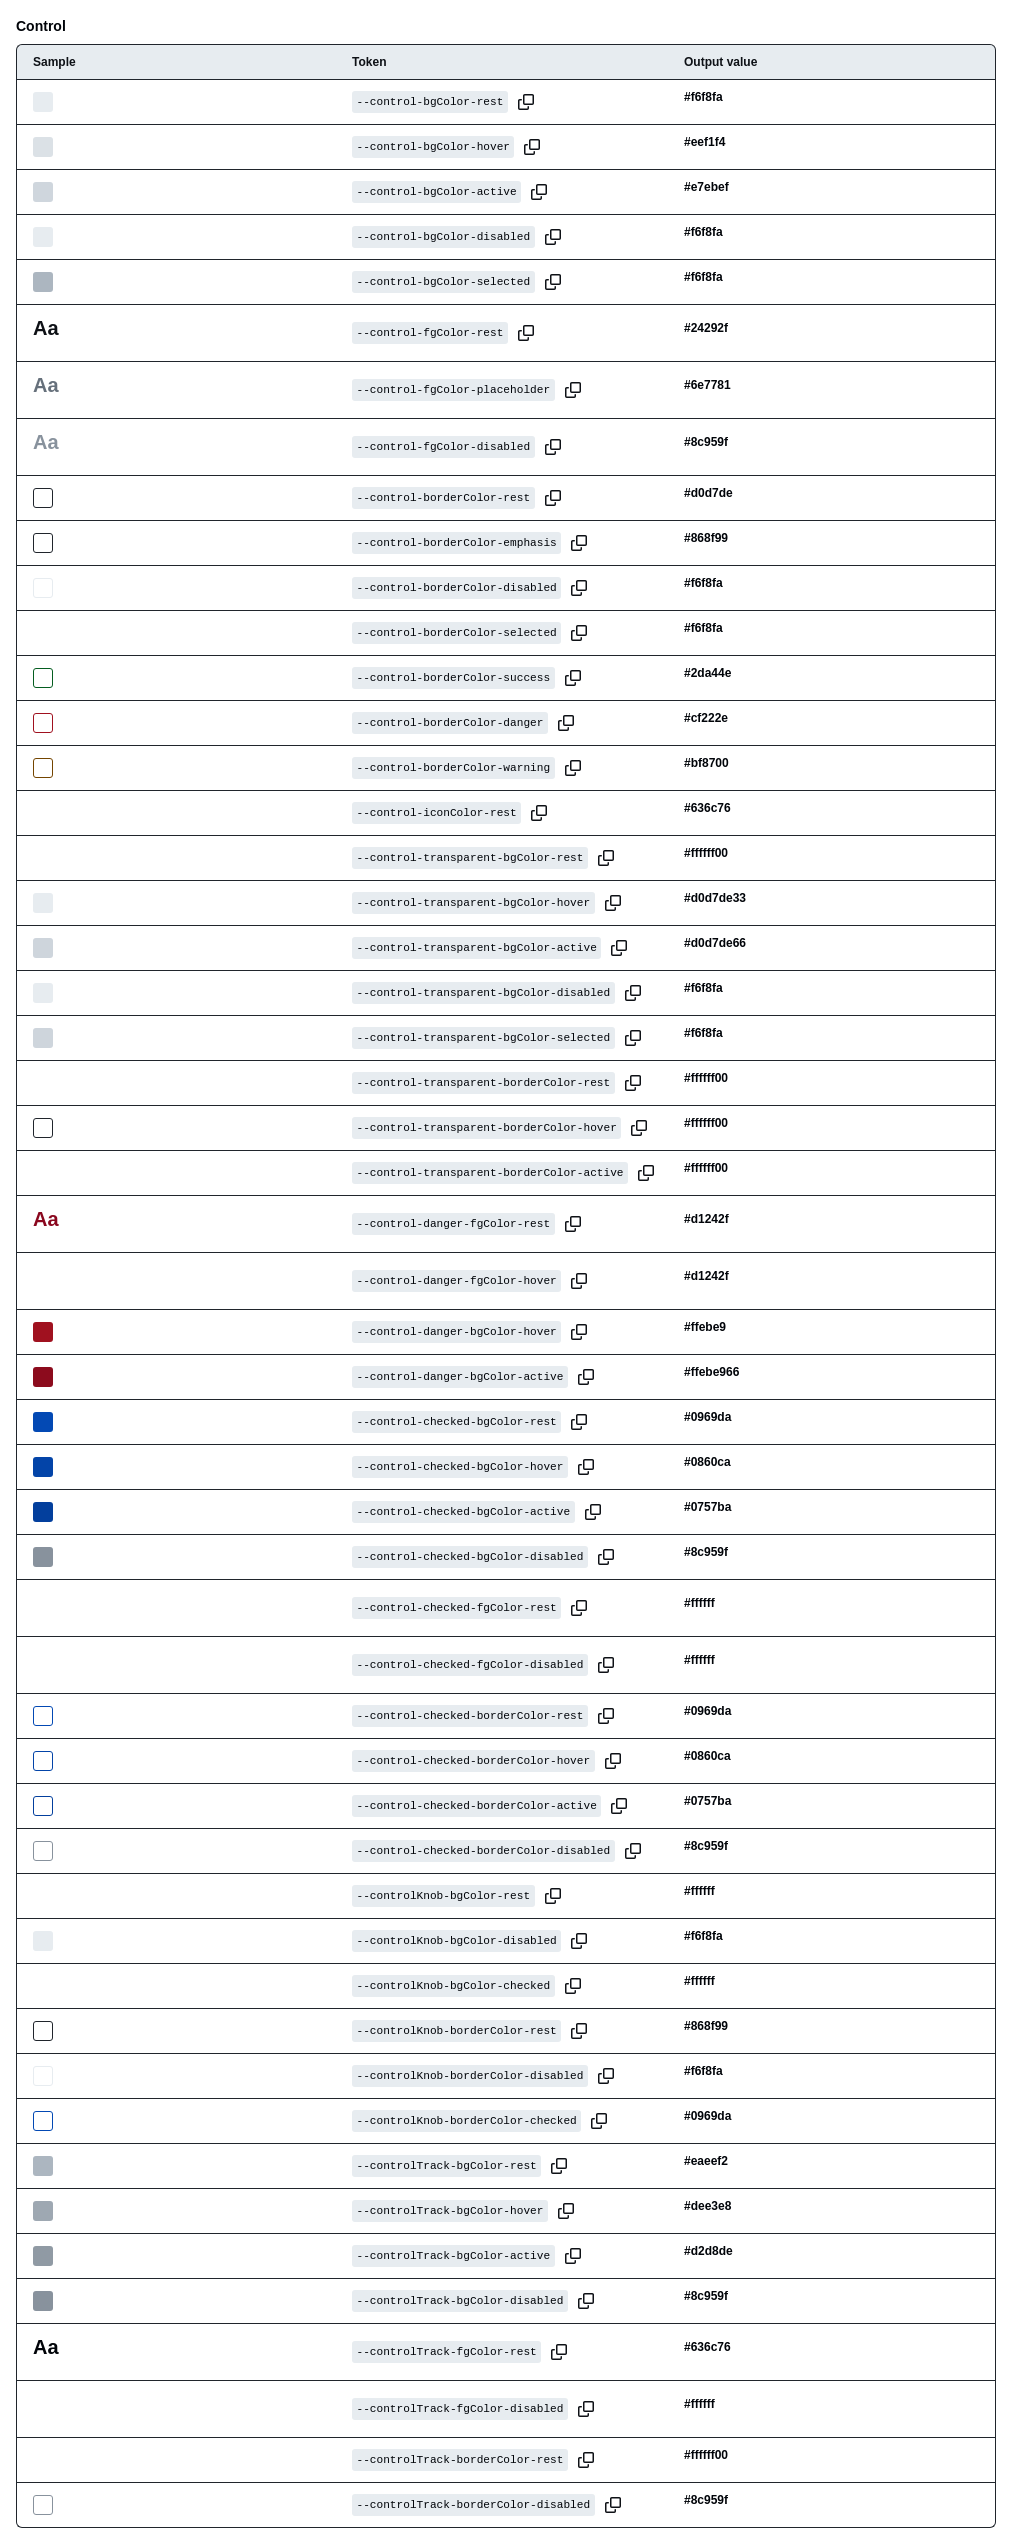 Control
Sample Token Output value
--control-bgColor-rest #f6f8fa
--control-bgColor-hover #eef1f4
--control-bgColor-active #e7ebef
--control-bgColor-disabled #f6f8fa
--control-bgColor-selected #f6f8fa
Aa --control-fgColor-rest #24292f
Aa --control-fgColor-placeholder #6e7781
Aa --control-fgColor-disabled #8c959f
--control-borderColor-rest #d0d7de
--control-borderColor-emphasis #868f99
--control-borderColor-disabled #f6f8fa
--control-borderColor-selected #f6f8fa
--control-borderColor-success #2da44e
--control-borderColor-danger #cf222e
--control-borderColor-warning #bf8700
--control-iconColor-rest #636c76
--control-transparent-bgColor-rest #ffffff00
--control-transparent-bgColor-hover #d0d7de33
--control-transparent-bgColor-active #d0d7de66
--control-transparent-bgColor-disabled #f6f8fa
--control-transparent-bgColor-selected #f6f8fa
--control-transparent-borderColor-rest #ffffff00
--control-transparent-borderColor-hover #ffffff00
--control-transparent-borderColor-active #ffffff00
Aa --control-danger-fgColor-rest #d1242f
--control-danger-fgColor-hover #d1242f
--control-danger-bgColor-hover #ffebe9
--control-danger-bgColor-active #ffebe966
--control-checked-bgColor-rest #0969da
--control-checked-bgColor-hover #0860ca
--control-checked-bgColor-active #0757ba
--control-checked-bgColor-disabled #8c959f
--control-checked-fgColor-rest #ffffff
--control-checked-fgColor-disabled #ffffff
--control-checked-borderColor-rest #0969da
--control-checked-borderColor-hover #0860ca
--control-checked-borderColor-active #0757ba
--control-checked-borderColor-disabled #8c959f
--controlKnob-bgColor-rest #ffffff
--controlKnob-bgColor-disabled #f6f8fa
--controlKnob-bgColor-checked #ffffff
--controlKnob-borderColor-rest #868f99
--controlKnob-borderColor-disabled #f6f8fa
--controlKnob-borderColor-checked #0969da
--controlTrack-bgColor-rest #eaeef2
--controlTrack-bgColor-hover #dee3e8
--controlTrack-bgColor-active #d2d8de
--controlTrack-bgColor-disabled #8c959f
Aa --controlTrack-fgColor-rest #636c76
--controlTrack-fgColor-disabled #ffffff
--controlTrack-borderColor-rest #ffffff00
--controlTrack-borderColor-disabled #8c959f